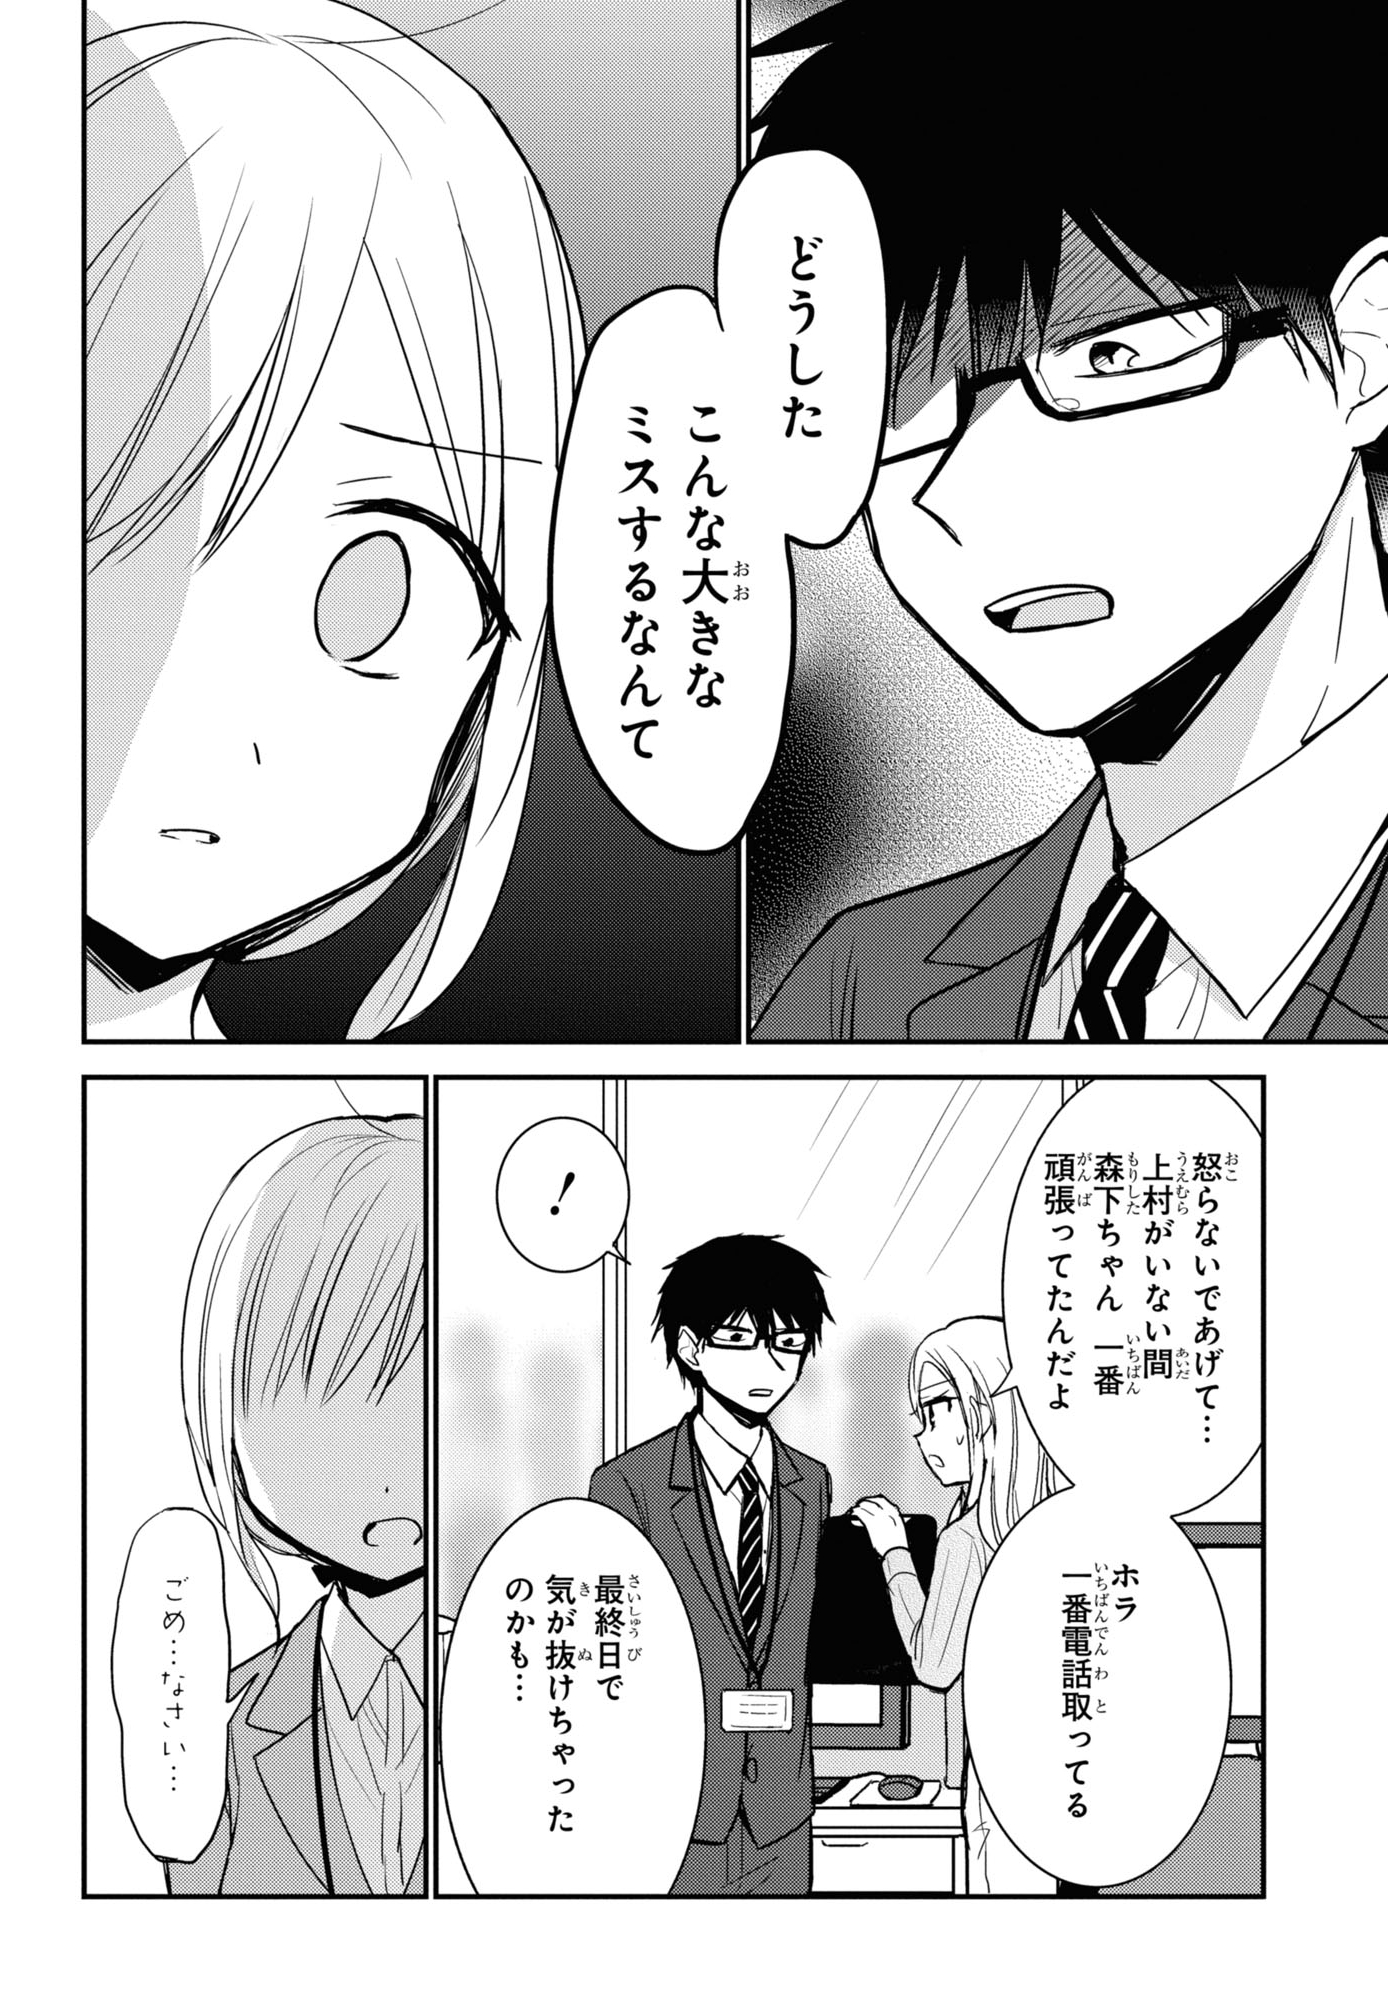 どうした
こんな大きな
ミスするなんて
怒らないであげて…
上村がいない間
森下ちゃん 一番
頑張ってたんだよ
ホラ
一番電話取ってる
！
最終日で
気が抜けちゃった
のかも…
ごめ…なさい…